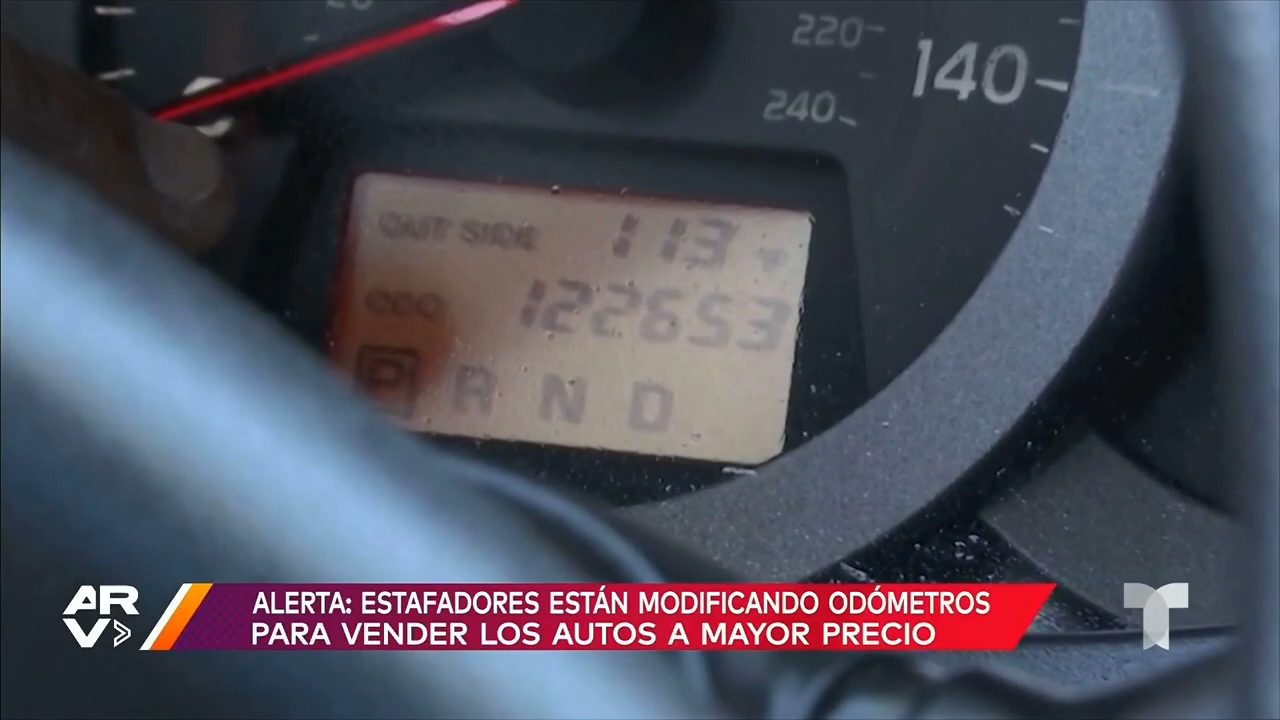 20
220
140
240
OUT SIDE 113 °F
ODO 122653
P R N D
ARV
ALERTA: ESTAFADORES ESTÁN MODIFICANDO ODÓMETROS
PARA VENDER LOS AUTOS A MAYOR PRECIO
T